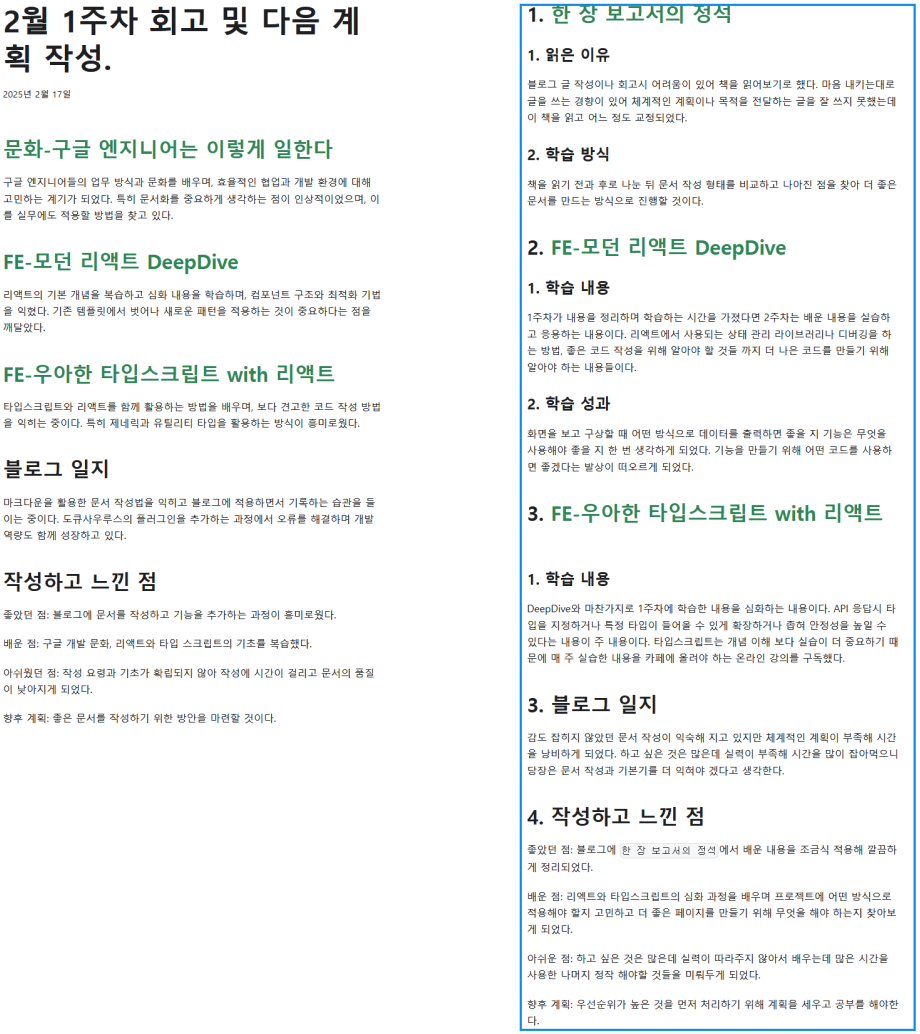 2월 1주차 회고 및 다음 계
획 작성.
2025년 2월 17일
문화-구글 엔지니어는 이렇게 일한다
구글 엔지니어들의 업무 방식과 문화를 배우며, 효율적인 협업과 개발 환경에 대해
고민하는 계기가 되었다. 특히 문서화를 중요하게 생각하는 점이 인상적이었으며, 이
를 실무에도 적용할 방법을 찾고 있다.
FE-모던 리액트 DeepDive
리액트의 기본 개념을 복습하고 심화 내용을 학습하며, 컴포넌트 구조와 최적화 기법
을 익혔다. 기존 템플릿에서 벗어나 새로운 패턴을 적용하는 것이 중요하다는 점을
깨달았다.
FE-우아한 타입스크립트 with 리액트
타입스크립트와 리액트를 함께 활용하는 방법을 배우며, 보다 견고한 코드 작성 방법
을 익히는 중이다. 특히 제네릭과 유틸리티 타입을 활용하는 방식이 흥미로웠다.
블로그 일지
마크다운을 활용한 문서 작성법을 익히고 블로그에 적용하면서 기록하는 습관을 들
이는 중이다. 도큐사우루스의 플러그인을 추가하는 과정에서 오류를 해결하며 개발
역량도 함께 성장하고 있다.
작성하고 느낀 점
좋았던 점: 블로그에 문서를 작성하고 기능을 추가하는 과정이 흥미로웠다.
배운 점: 구글 개발 문화, 리액트와 타입 스크립트의 기초를 복습했다.
아쉬웠던 점: 작성 요령과 기초가 확립되지 않아 작성에 시간이 걸리고 문서의 품질
이 낮아지게 되었다.
향후 계획: 좋은 문서를 작성하기 위한 방안을 마련할 것이다.
1. 한 장 보고서의 정석
1. 읽은 이유
블로그 글 작성이나 회고시 어려움이 있어 책을 읽어보기로 했다. 마음 내키는대로
글을 쓰는 경향이 있어 체계적인 계획이나 목적을 전달하는 글을 잘 쓰지 못했는데
이 책을 읽고 어느 정도 교정되었다.
2. 학습 방식
책을 읽기 전과 후로 나눈 뒤 문서 작성 형태를 비교하고 나아진 점을 찾아 더 좋은
문서를 만드는 방식으로 진행할 것이다.
2. FE-모던 리액트 DeepDive
1. 학습 내용
1주차가 내용을 정리하며 학습하는 시간을 가졌다면 2주차는 배운 내용을 실습하
고 응용하는 내용이다. 리액트에서 사용되는 상태 관리 라이브러리나 디버깅을 하
는 방법, 좋은 코드 작성을 위해 알아야 할 것들 까지 더 나은 코드를 만들기 위해
알아야 하는 내용들이다.
2. 학습 성과
화면을 보고 구상할 때 어떤 방식으로 데이터를 출력하면 좋을 지 기능은 무엇을
사용해야 좋을 지 한 번 생각하게 되었다. 기능을 만들기 위해 어떤 코드를 사용하
면 좋겠다는 발상이 떠오르게 되었다.
3. FE-우아한 타입스크립트 with 리액트
1. 학습 내용
DeepDive와 마찬가지로 1주차에 학습한 내용을 심화하는 내용이다. API 응답시 타
입을 지정하거나 특정 타입이 들어올 수 있게 확장하거나 좁혀 안정성을 높일 수
있다는 내용이 주 내용이다. 타입스크립트는 개념 이해 보다 실습이 더 중요하기 때
문에 매 주 실습한 내용을 카페에 올려야 하는 온라인 강의를 구독했다.
3. 블로그 일지
감도 잡히지 않았던 문서 작성이 익숙해 지고 있지만 체계적인 계획이 부족해 시간
을 낭비하게 되었다. 하고 싶은 것은 많은데 실력이 부족해 시간을 많이 잡아먹으니
당장은 문서 작성과 기본기를 더 익혀야 겠다고 생각한다.
4. 작성하고 느낀 점
좋았던 점: 블로그에 한 장 보고서의 정석에서 배운 내용을 조금식 적용해 깔끔하
게 정리되었다.
배운 점: 리액트와 타입스크립트의 심화 과정을 배우며 프로젝트에 어떤 방식으로
적용해야 할지 고민하고 더 좋은 페이지를 만들기 위해 무엇을 해야 하는지 찾아보
게 되었다.
아쉬운 점: 하고 싶은 것은 많은데 실력이 따라주지 않아서 배우는데 많은 시간을
사용한 나머지 정작 해야할 것들을 미뤄두게 되었다.
향후 계획: 우선순위가 높은 것을 먼저 처리하기 위해 계획을 세우고 공부를 해야한
다.